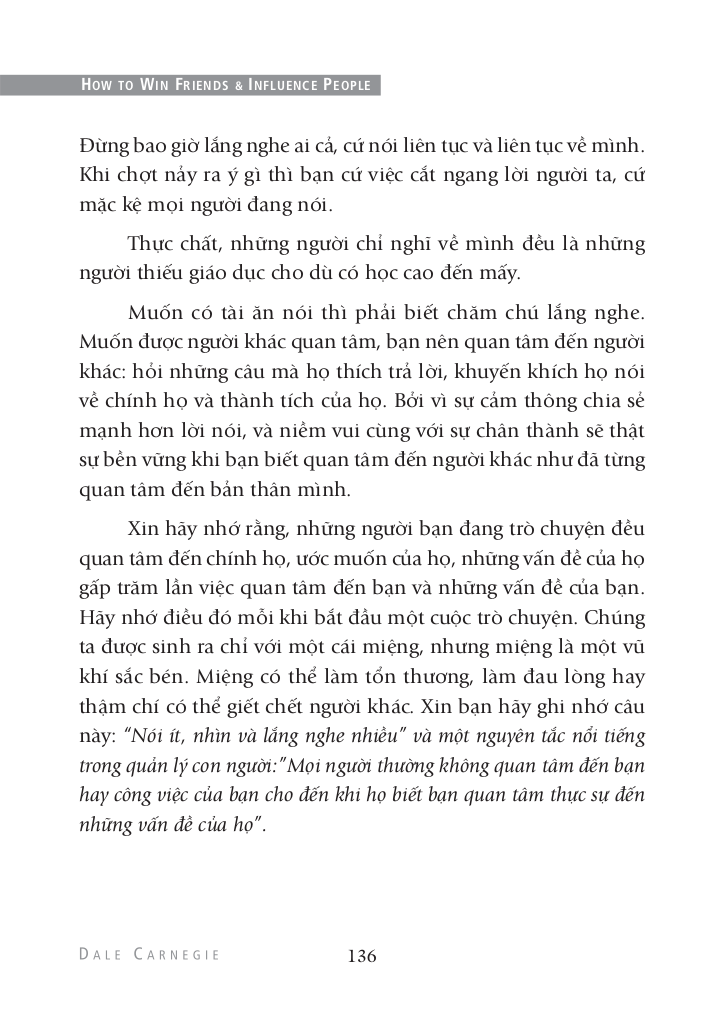 HOW TO WIN FRIENDS & INFLUENCE PEOPLE
Đừng bao giờ lắng nghe ai cả, cứ nói liên tục và liên tục về mình.
Khi chợt nảy ra ý gì thì bạn cứ việc cắt ngang lời người ta, cứ
mặc kệ mọi người đang nói.
Thực chất, những người chỉ nghĩ về mình đều là những
người thiếu giáo dục cho dù có học cao đến mấy.
Muốn có tài ăn nói thì phải biết chăm chú lắng nghe.
Muốn được người khác quan tâm, bạn nên quan tâm đến người
khác: hỏi những câu mà họ thích trả lời, khuyến khích họ nói
về chính họ và thành tích của họ. Bởi vì sự cảm thông chia sẻ
mạnh hơn lời nói, và niềm vui cùng với sự chân thành sẽ thật
sự bền vững khi bạn biết quan tâm đến người khác như đã từng
quan tâm đến bản thân mình.
Xin hãy nhớ rằng, những người bạn đang trò chuyện đều
quan tâm đến chính họ, ước muốn của họ, những vấn đề của họ
gấp trăm lần việc quan tâm đến bạn và những vấn đề của bạn.
Hãy nhớ điều đó mỗi khi bắt đầu một cuộc trò chuyện. Chúng
ta được sinh ra chỉ với một cái miệng, nhưng miệng là một vũ
khí sắc bén. Miệng có thể làm tổn thương, làm đau lòng hay
thậm chí có thể giết chết người khác. Xin bạn hãy ghi nhớ câu
này: “Nói ít, nhìn và lắng nghe nhiều” và một nguyên tắc nổi tiếng
trong quản lý con người:”Mọi người thường không quan tâm đến bạn
hay công việc của bạn cho đến khi họ biết bạn quan tâm thực sự đến
những vấn đề của họ”.
DALE CARNEGIE
136